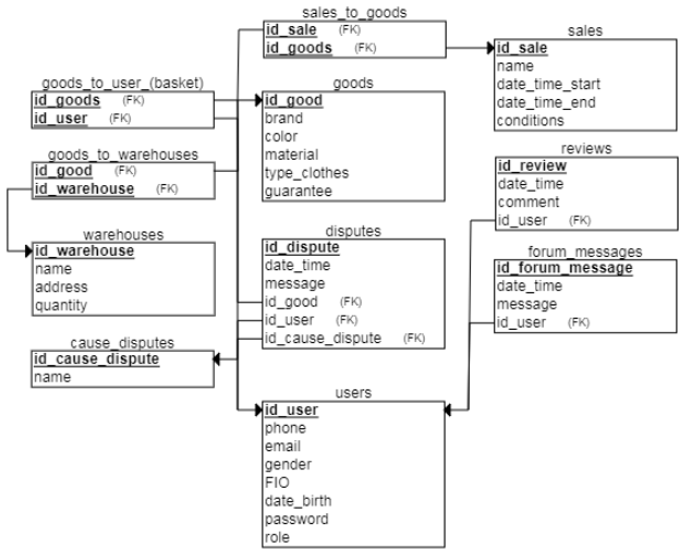 sales_to_goods
id_sale (FK)
id_goods (FK)
sales
id_sale
name
date_time_start
date_time_end
conditions
goods_to_user_(basket)
id_goods (FK)
id_user (FK)
goods
id_good
brand
color
material
type_clothes
guarantee
goods_to_warehouses
id_good (FK)
id_warehouse (FK)
reviews
id_review
date_time
comment
id_user (FK)
warehouses
id_warehouse
name
address
quantity
disputes
id_dispute
date_time
message
id_good (FK)
id_user (FK)
id_cause_dispute (FK)
forum_messages
id_forum_message
date_time
message
id_user (FK)
cause_disputes
id_cause_dispute
name
users
id_user
phone
email
gender
FIO
date_birth
password
role